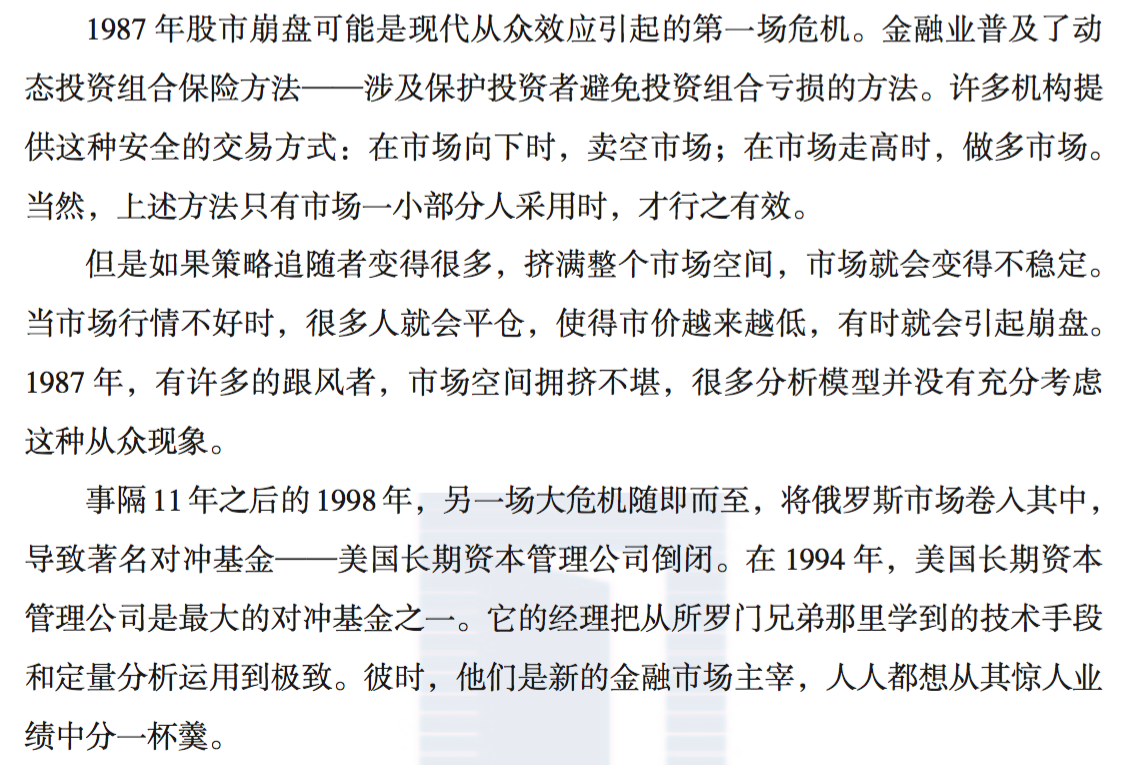 1987 年股市崩盘可能是现代从众效应引起的第一场危机。金融业普及了动
态投资组合保险方法——涉及保护投资者避免投资组合亏损的方法。许多机构提
供这种安全的交易方式：在市场向下时，卖空市场；在市场走高时，做多市场。
当然，上述方法只有市场一小部分人采用时，才行之有效。
但是如果策略追随者变得很多，挤满整个市场空间，市场就会变得不稳定。
当市场行情不好时，很多人就会平仓，使得市价越来越低，有时就会引起崩盘。
1987 年，有许多的跟风者，市场空间拥挤不堪，很多分析模型并没有充分考虑
这种从众现象。
事隔 11 年之后的 1998 年，另一场大危机随即而至，将俄罗斯市场卷入其中，
导致著名对冲基金——美国长期资本管理公司倒闭。在 1994 年，美国长期资本
管理公司是最大的对冲基金之一。它的经理把从所罗门兄弟那里学到的技术手段
和定量分析运用到极致。彼时，他们是新的金融市场主宰，人人都想从其惊人业
绩中分一杯羹。